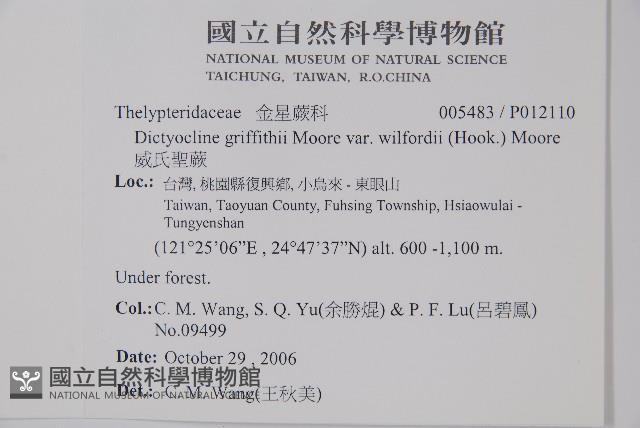 國立自然科學博物館
NATIONAL MUSEUM OF NATURAL SCIENCE
TAICHUNG, TAIWAN, R.O.CHINA
Thelypteridaceae 金星蕨科 005483 / P012110
Dictyocline griffithii Moore var. wilfordii (Hook.) Moore
威氏聖蕨
Loc.: 台灣, 桃園縣復興鄉, 小烏來 - 東眼山
Taiwan, Taoyuan County, Fuhsing Township, Hsiaowulai -
Tungyenshan
(121°25’06”E , 24°47’37”N) alt. 600 -1,100 m.
Under forest.
Col.: C. M. Wang, S. Q. Yu(余勝焜) & P. F. Lu(呂碧鳳)
No.09499
Date: October 29 , 2006
國立自然科學博物館
NATIONAL MUSEUM OF NATURAL SCIENCE
Det.: C. M. Wang(王秋美)